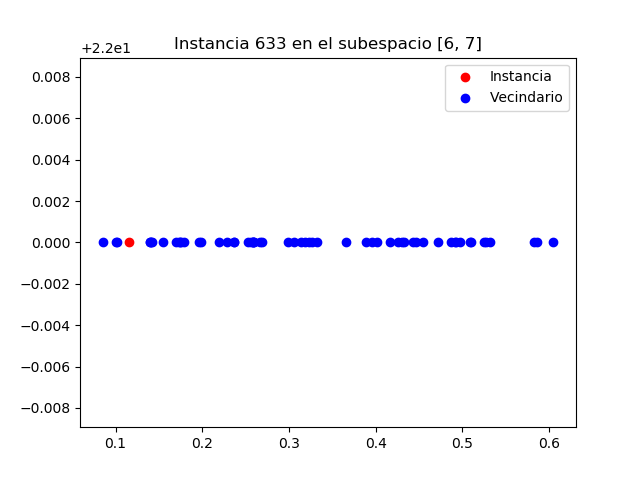 Instancia 633 en el subespacio [6, 7]
+2.2e1
Instancia
Vecindario
0.008
0.006
0.004
0.002
0.000
−0.002
−0.004
−0.006
−0.008
0.1 0.2 0.3 0.4 0.5 0.6